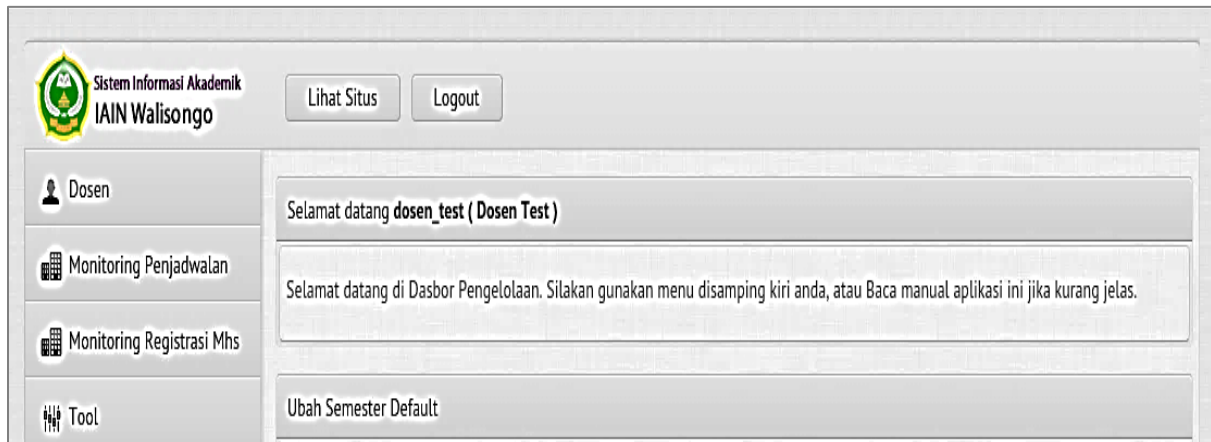 Sistem Informasi Akademik
IAIN Walisongo
Lihat Situs
Logout
Dosen
Monitoring Penjadwalan
Monitoring Registrasi Mhs
Tool
Selamat datang dosen_test ( Dosen Test )
Selamat datang di Dasbor Pengelolaan. Silakan gunakan menu disamping kiri anda, atau Baca manual aplikasi ini jika kurang jelas.
Ubah Semester Default